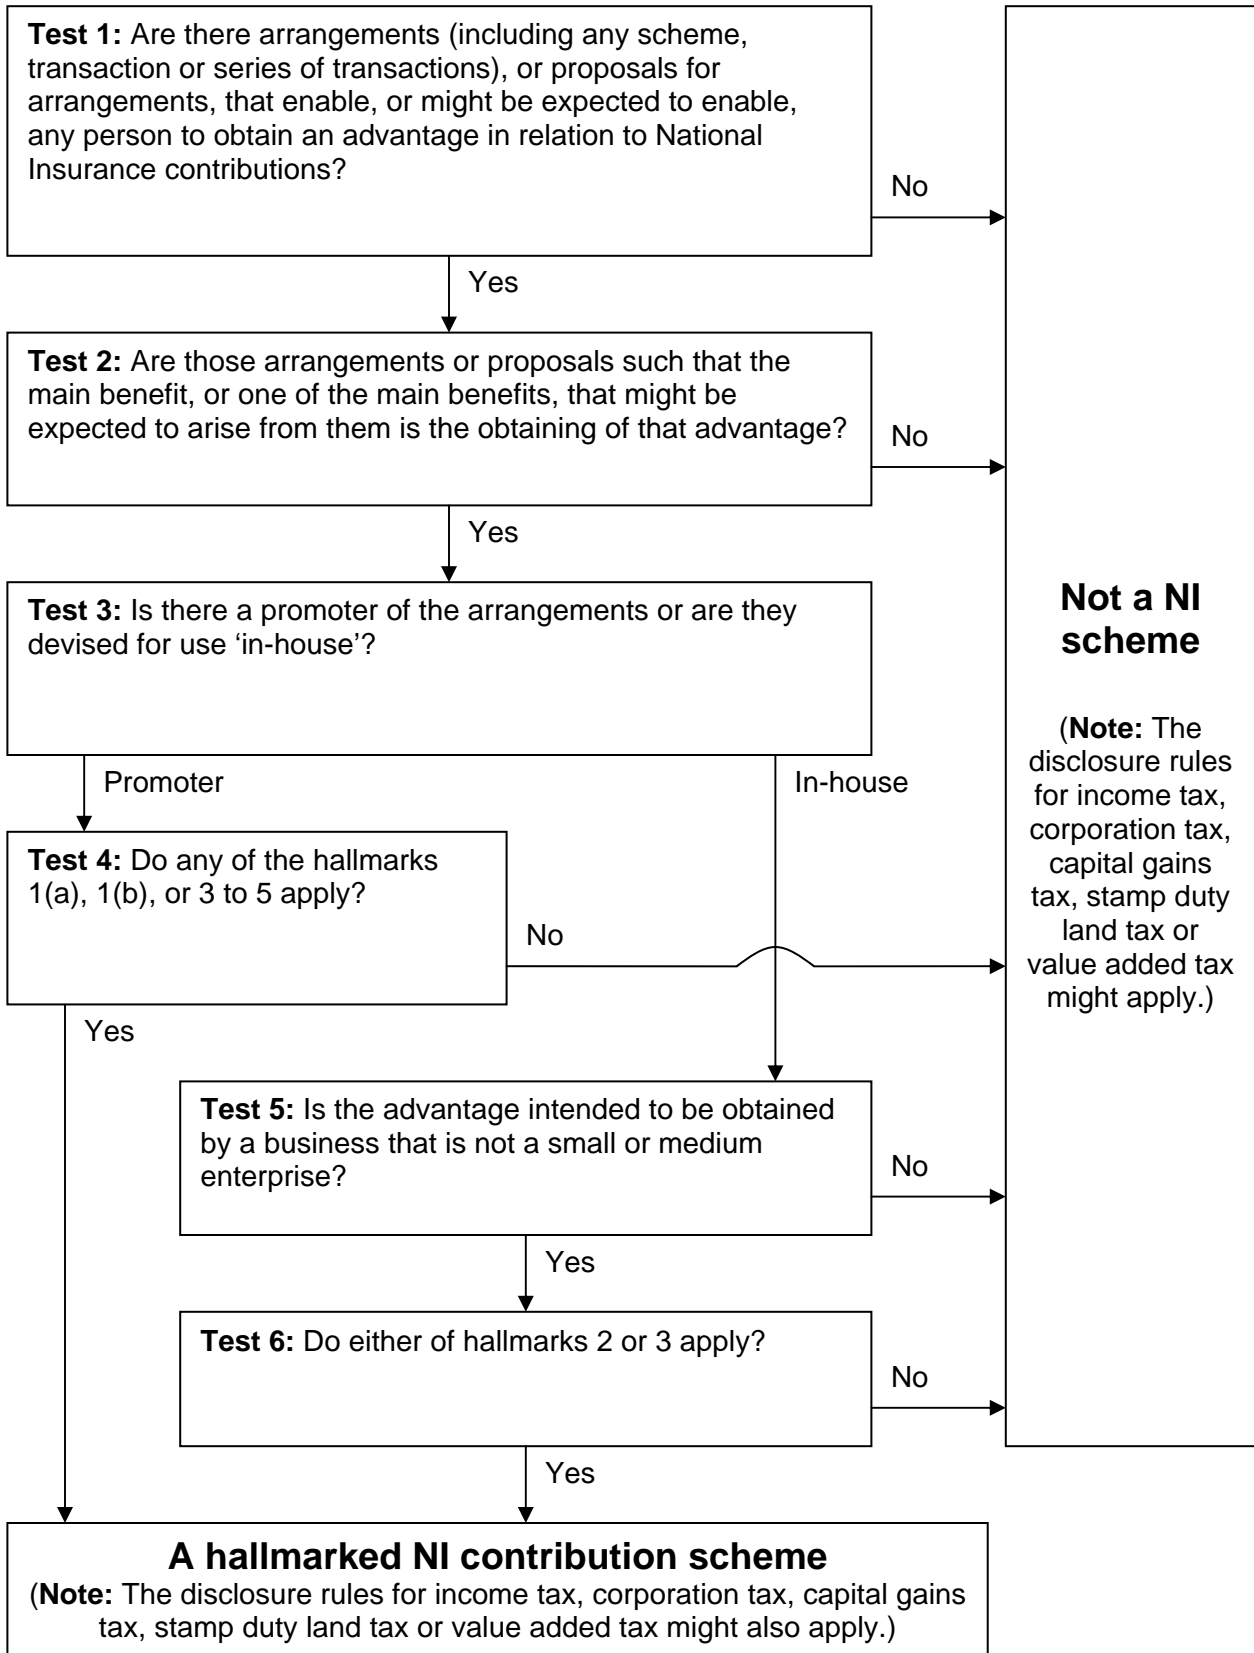 Test 1: Are there arrangements (including any scheme,
transaction or series of transactions), or proposals for
arrangements, that enable, or might be expected to enable,
any person to obtain an advantage in relation to National
Insurance contributions?
No
Yes
Test 2: Are those arrangements or proposals such that the
main benefit, or one of the main benefits, that might be
expected to arise from them is the obtaining of that advantage?
No
Yes
Test 3: Is there a promoter of the arrangements or are they
devised for use ‘in-house’?
Promoter
In-house
Test 4: Do any of the hallmarks
1(a), 1(b), or 3 to 5 apply?
No
Yes
Test 5: Is the advantage intended to be obtained
by a business that is not a small or medium
enterprise?
No
Yes
Test 6: Do either of hallmarks 2 or 3 apply?
No
Yes
Not a NI
scheme
(Note: The
disclosure rules
for income tax,
corporation tax,
capital gains
tax, stamp duty
land tax or
value added tax
might apply.)
A hallmarked NI contribution scheme
(Note: The disclosure rules for income tax, corporation tax, capital gains
tax, stamp duty land tax or value added tax might also apply.)